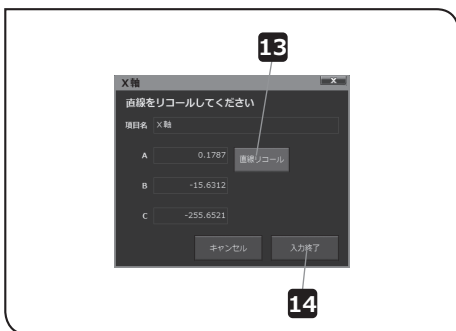 13
X軸
X
直線をリコールしてください
項目名 X軸
A 0.1787 直線リコール
B -15.6312
C -255.6521
キャンセル 入力終了
14